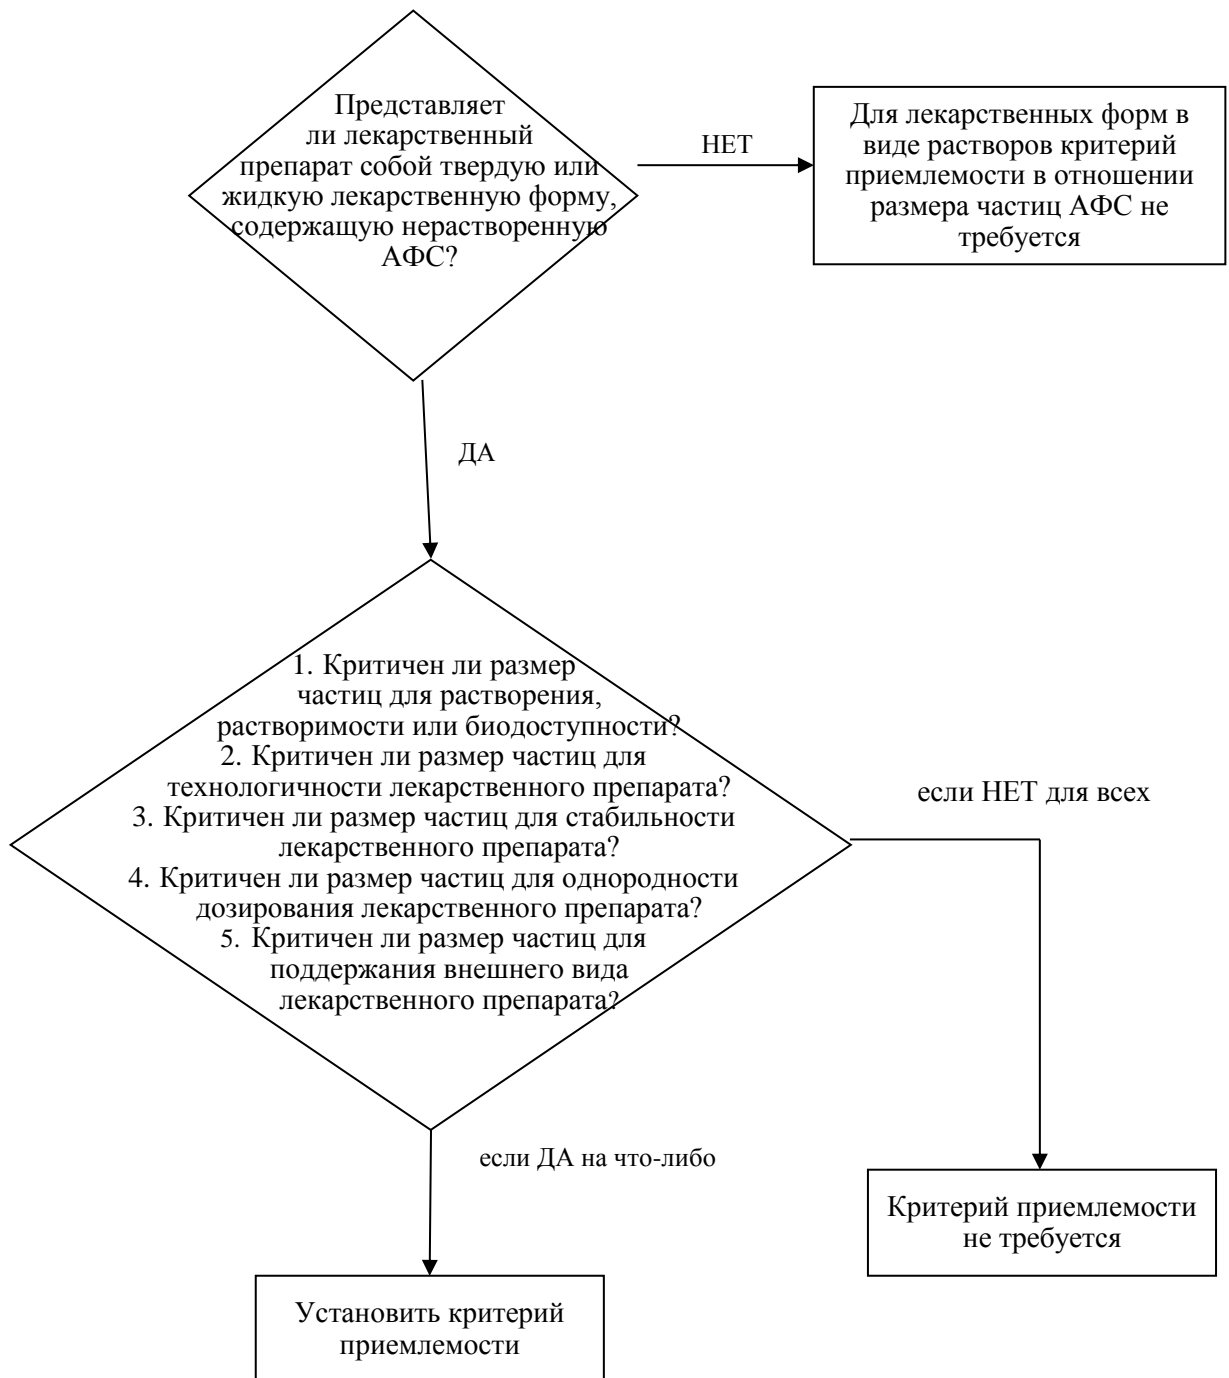 Представляет
ли лекарственный
препарат собой твердую или
жидкую лекарственную форму,
содержащую нерастворенную
АФС?
НЕТ
Для лекарственных форм в
виде растворов критерий
приемлемости в отношении
размера частиц АФС не
требуется
ДА
1. Критичен ли размер
частиц для растворения,
растворимости или биодоступности?
2. Критичен ли размер частиц для
технологичности лекарственного препарата?
3. Критичен ли размер частиц для стабильности
лекарственного препарата?
4. Критичен ли размер частиц для однородности
дозирования лекарственного препарата?
5. Критичен ли размер частиц для
поддержания внешнего вида
лекарственного препарата?
если НЕТ для всех
если ДА на что-либо
Критерий приемлемости
не требуется
Установить критерий
приемлемости